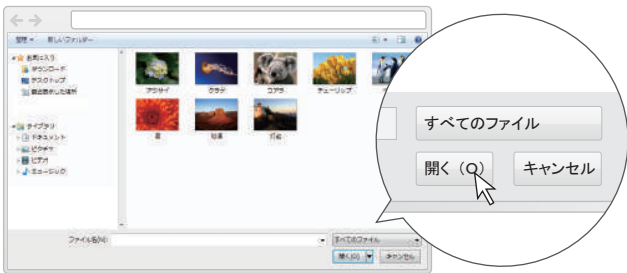 整理 ▾ 新しいフォルダー
お気に入り
ダウンロード
デスクトップ
最近表示した場所
ライブラリ
ドキュメント
ピクチャ
ビデオ
ミュージック
アジサイ
クラゲ
コアラ
チューリップ
砂漠
灯台
ファイル名(N):
すべてのファイル
開く(O)
キャンセル
すべてのファイル
開く（O）
キャンセル